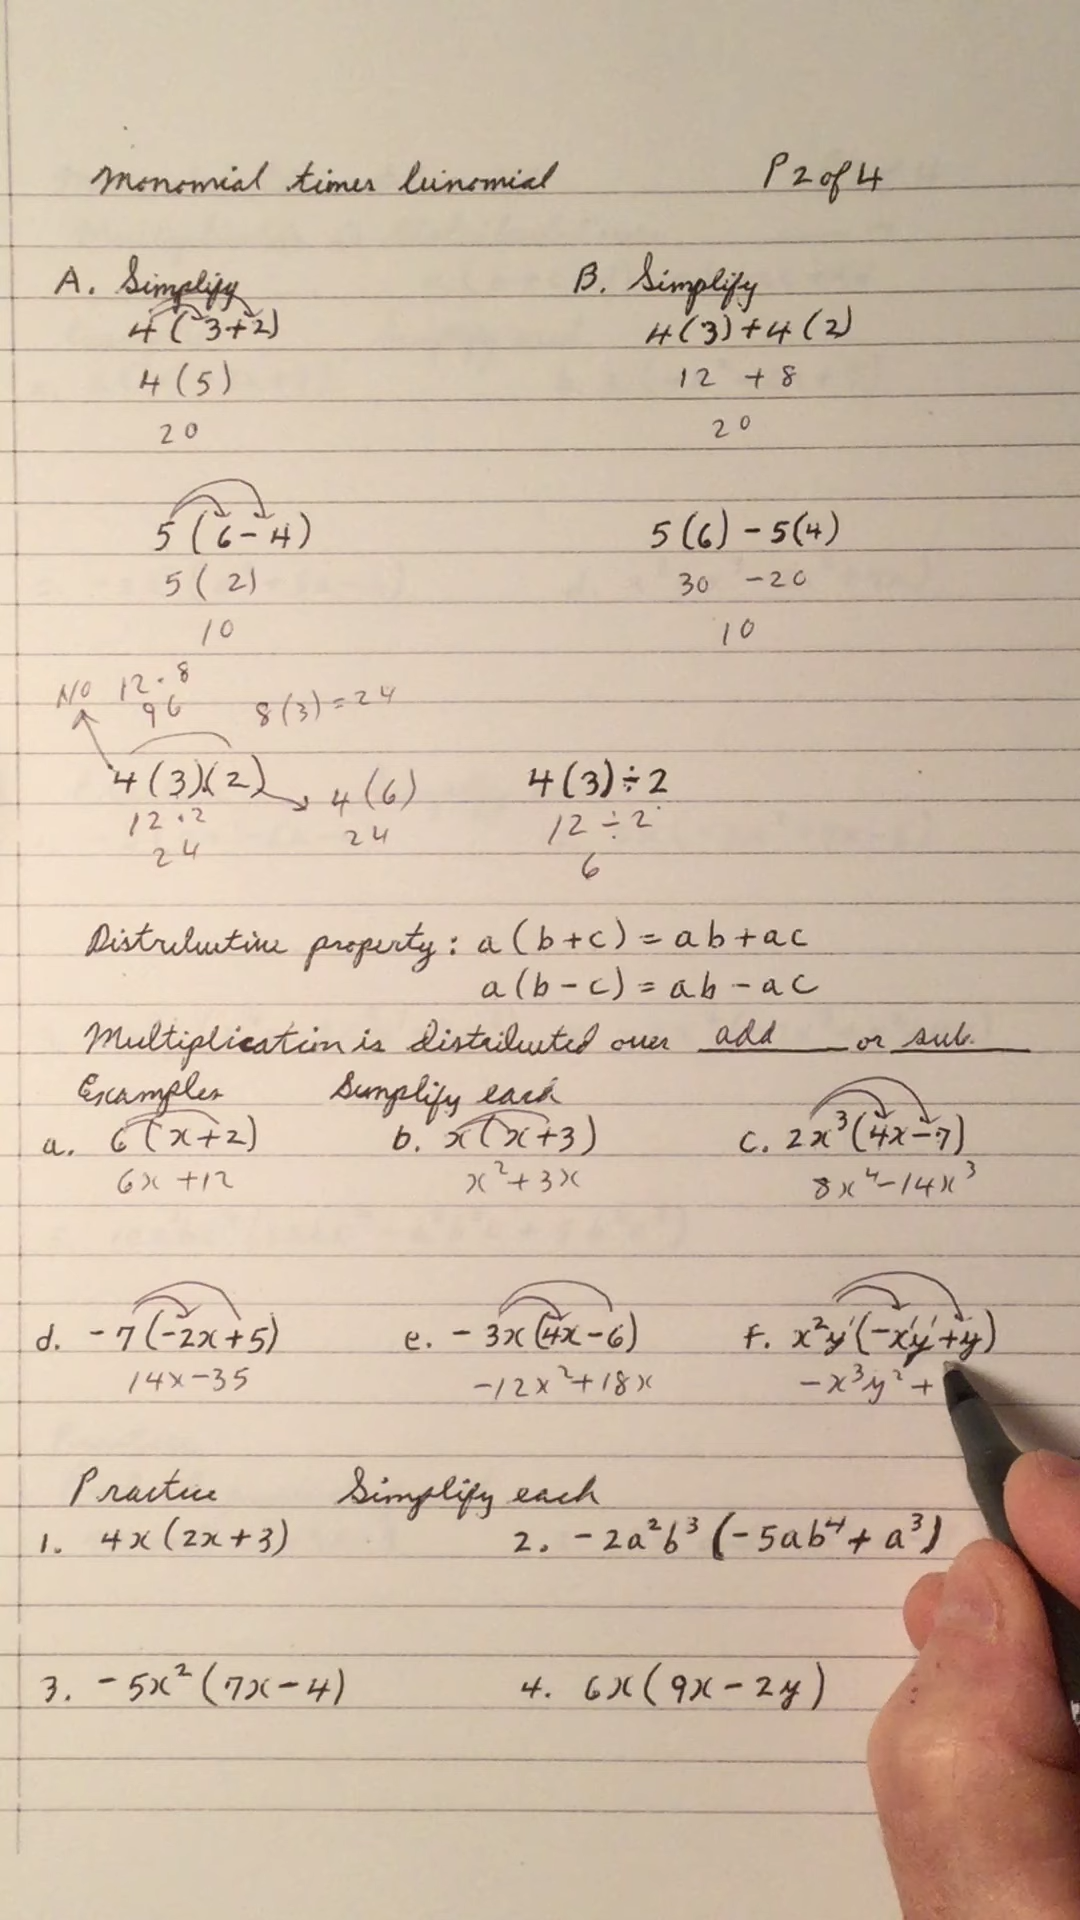 Monomial times binomial P 2 of 4
A. Simplify B. Simplify
4(3+2) 4(3)+4(2)
4(5) 12 +8
20 20
5(6-4) 5(6)-5(4)
5(2) 30 -20
10 10
NO 12·8
96 8(3)=24
4(3)(2) 4(6) 4(3)÷2
12·2 24 12÷2
24 6
Distributive property: a(b+c)=ab+ac
a(b-c)=ab-ac
Multiplication is distributed over add or sub.
Examples Simplify each
a. 6(x+2) b. x(x+3) c. 2x³(4x-7)
6x+12 x²+3x 8x⁴-14x³
d. -7(-2x+5) e. -3x(4x-6) f. x²y¹(-x¹y¹+y)
14x-35 -12x²+18x -x³y²+
Practice Simplify each
1. 4x(2x+3) 2. -2a²b³(-5ab⁴+a³)
3. -5x²(7x-4) 4. 6x(9x-2y)